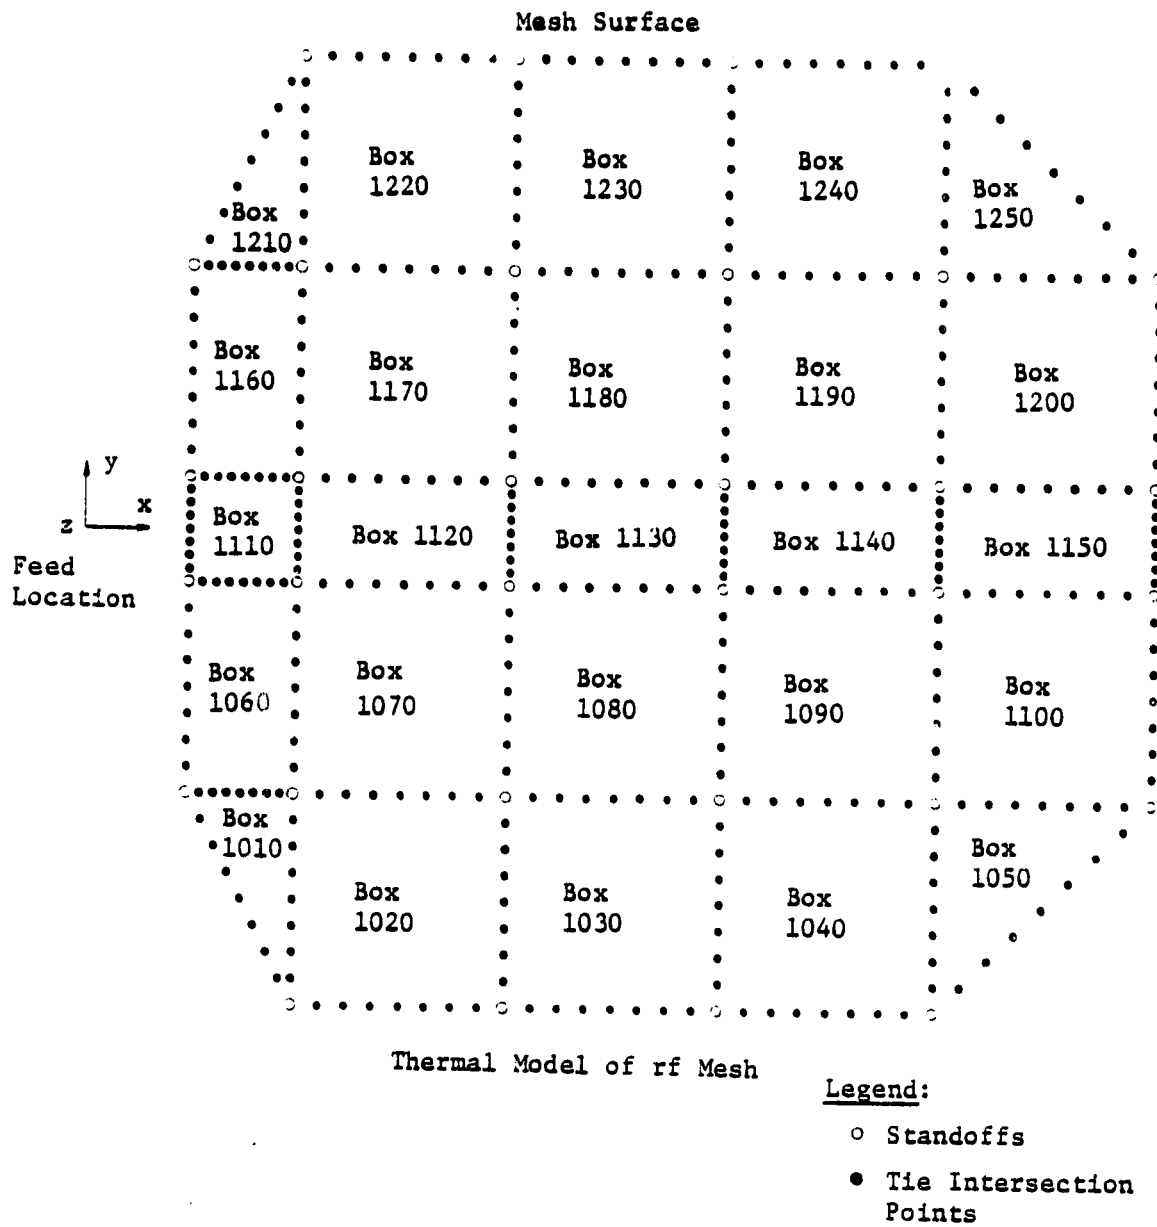 Mesh Surface
Box
1220
Box
1230
Box
1240
Box
1250
Box
1210
Box
1160
Box
1170
Box
1180
Box
1190
Box
1200
y
x
z
Feed
Location
Box
1110
Box 1120
Box 1130
Box 1140
Box 1150
Box
1060
Box
1070
Box
1080
Box
1090
Box
1100
Box
1010
Box
1020
Box
1030
Box
1040
Box
1050
Thermal Model of rf Mesh
Legend:
Standoffs
Tie Intersection
Points